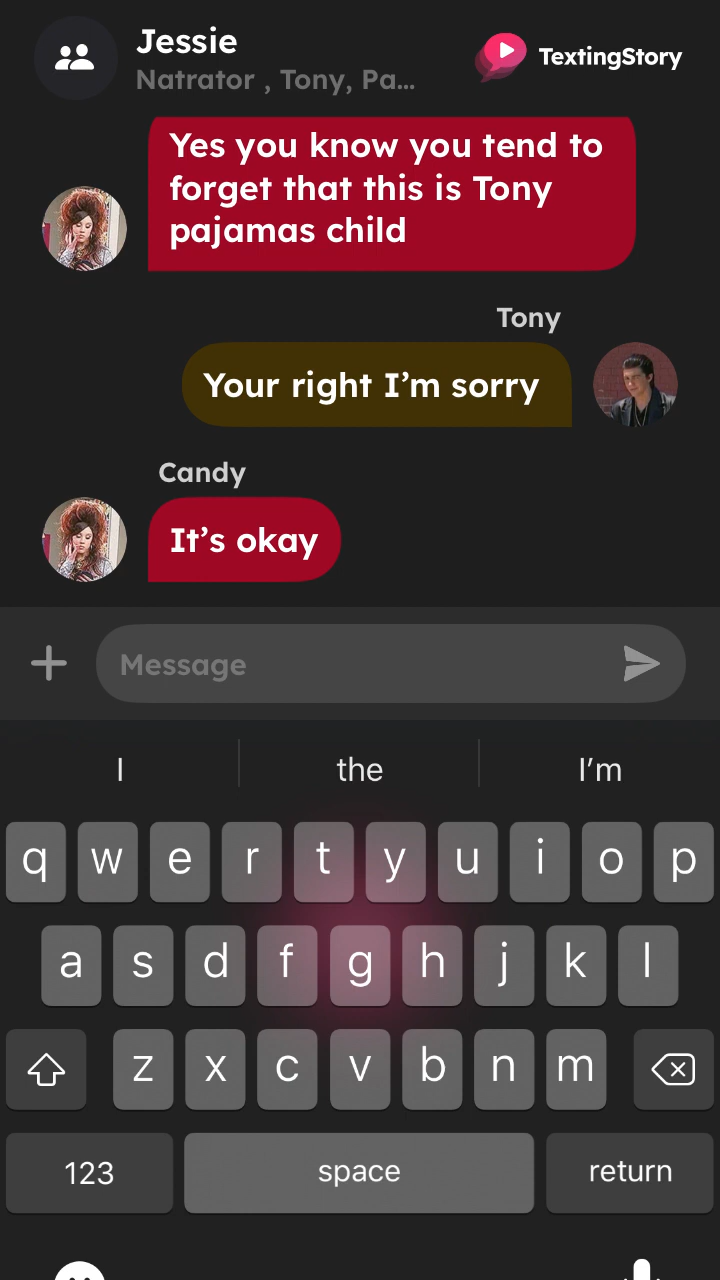 Jessie
Natrator , Tony, Pa...
TextingStory
Yes you know you tend to
forget that this is Tony
pajamas child
Tony
Your right I’m sorry
Candy
It’s okay
Message
I the I’m
q w e r t y u i o p
a s d f g h j k l
z x c v b n m
123 space return